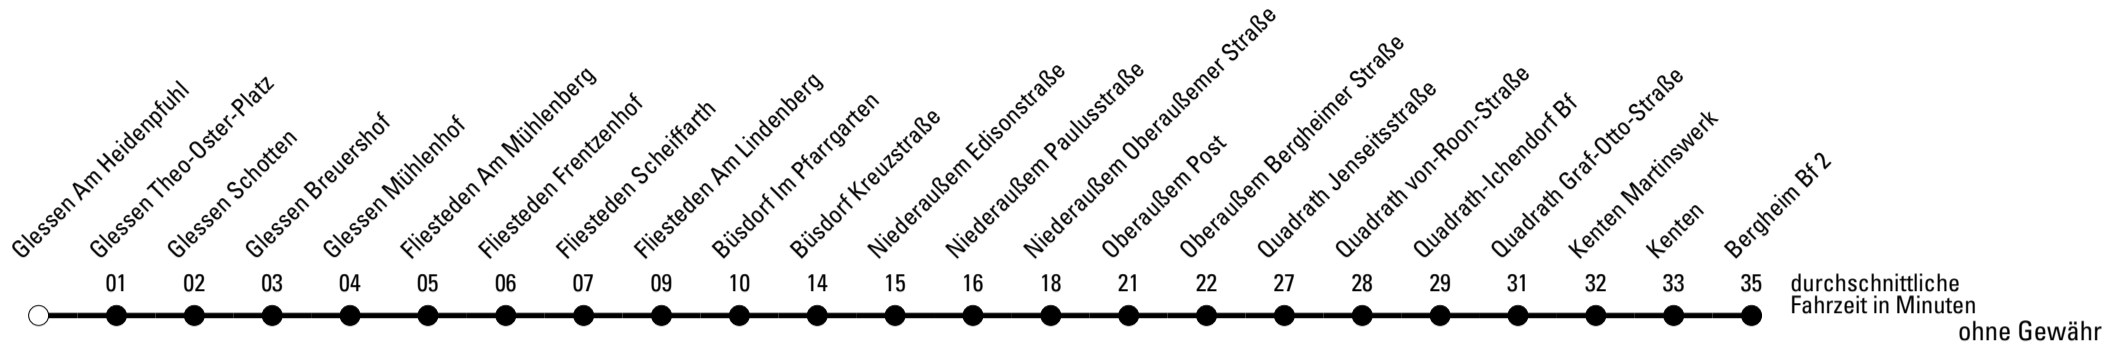 Glessen Am Heidenpfuhl
Glessen Theo-Oster-Platz
Glessen Schotten
Glessen Breuershof
Glessen Mühlenhof
Fliesteden Am Mühlenberg
Fliesteden Frentzenhof
Fliesteden Scheiffarth
Fliesteden Am Lindenberg
Büsdorf Im Pfarrgarten
Büsdorf Kreuzstraße
Niederaußem Edisonstraße
Niederaußem Paulusstraße
Niederaußem Oberaußemer Straße
Oberaußem Post
Oberaußem Bergheimer Straße
Quadrath Jenseitsstraße
Quadrath von-Roon-Straße
Quadrath-Ichendorf Bf
Quadrath Graf-Otto-Straße
Kenten Martinswerk
Kenten
Bergheim Bf 2
01 02 03 04 05 06 07 09 10 14 15 16 18 21 22 27 28 29 31 32 33 35
durchschnittliche
Fahrzeit in Minuten
ohne Gewähr